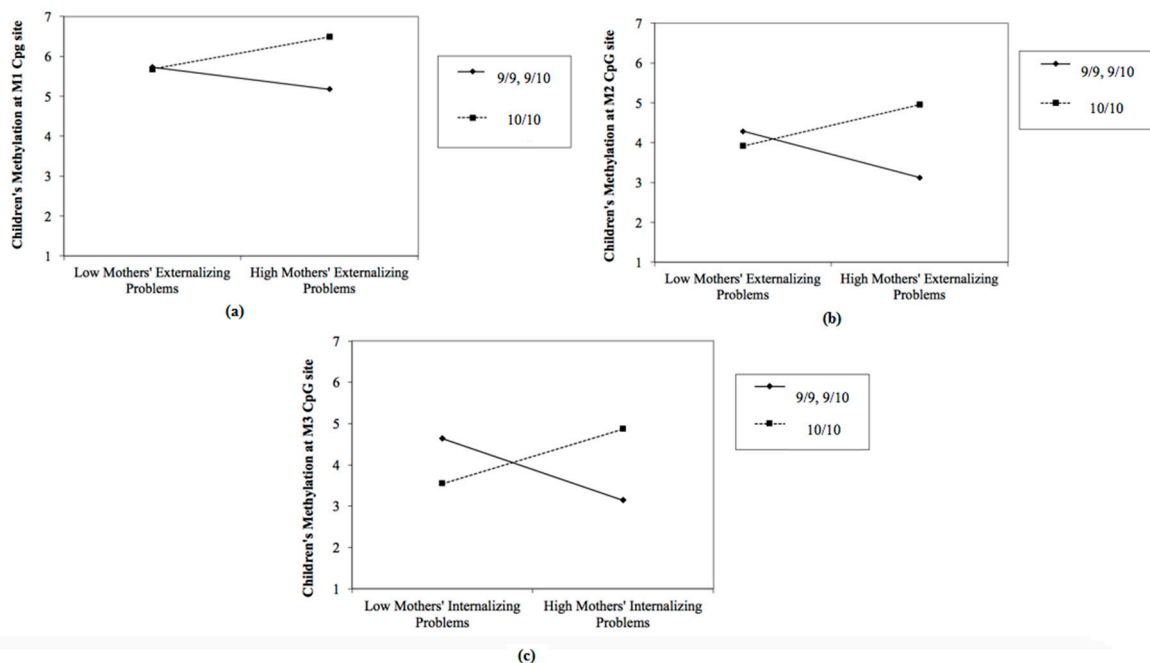 7
6
5
4
3
2
1
Children's Methylation at M1 Cpg site
Low Mothers' Externalizing
Problems
High Mothers' Externalizing
Problems
9/9, 9/10
10/10
(a)
7
6
5
4
3
2
1
Children's Methylation at M2 CpG site
Low Mothers' Externalizing
Problems
High Mothers' Externalizing
Problems
9/9, 9/10
10/10
(b)
7
6
5
4
3
2
1
Children's Methylation at M3 CpG site
Low Mothers' Internalizing
Problems
High Mothers' Internalizing
Problems
9/9, 9/10
10/10
(c)